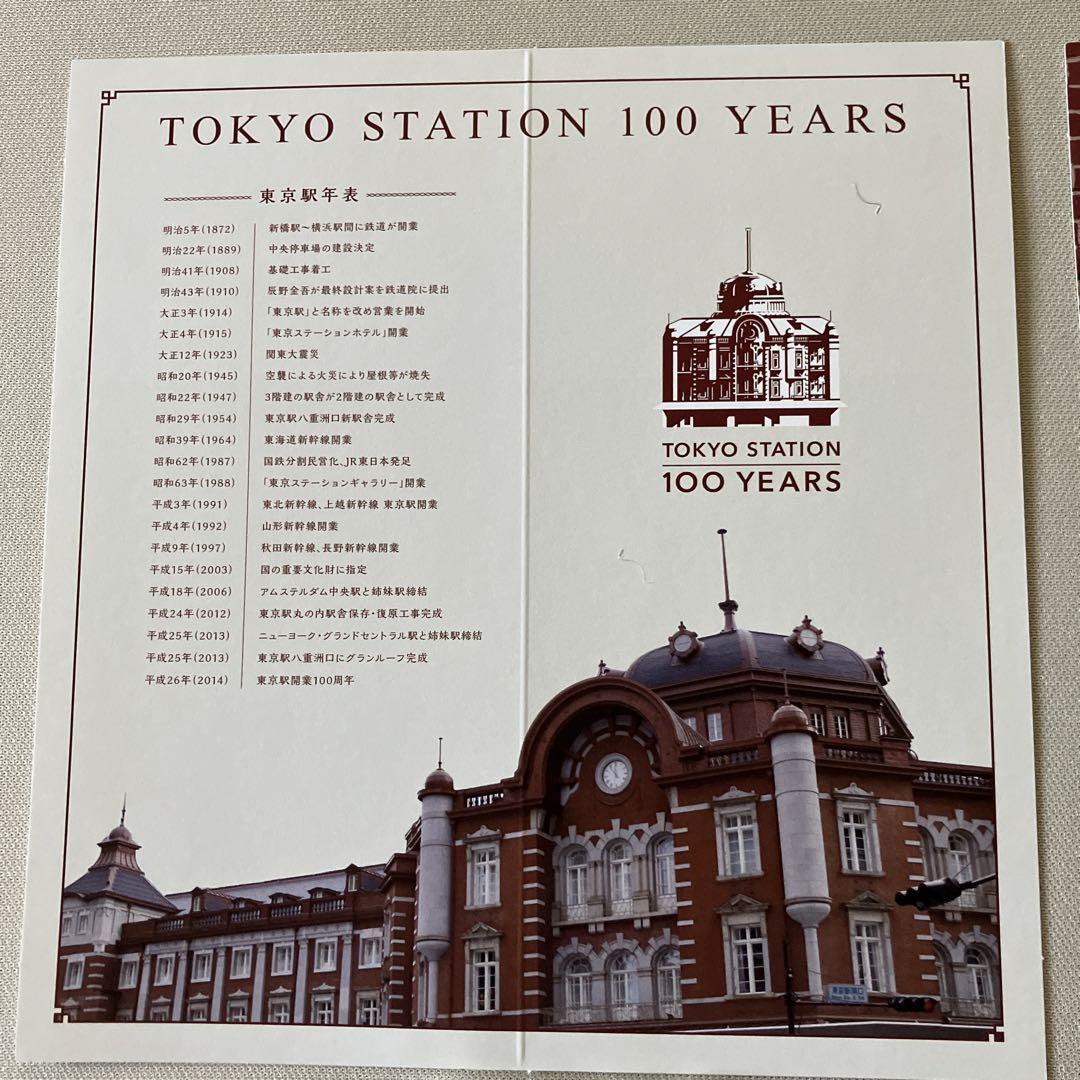 TOKYO STATION 100 YEARS
東京駅年表
明治5年(1872) 新橋駅～横浜駅間に鉄道が開業
明治22年(1889) 中央停車場の建設決定
明治41年(1908) 基礎工事着工
明治43年(1910) 辰野金吾が最終設計案を鉄道院に提出
大正3年(1914) 「東京駅」と名称を改め営業を開始
大正4年(1915) 「東京ステーションホテル」開業
大正12年(1923) 関東大震災
昭和20年(1945) 空襲による火災により屋根等が焼失
昭和22年(1947) 3階建の駅舎が2階建の駅舎として完成
昭和29年(1954) 東京駅八重洲口新駅舎完成
昭和39年(1964) 東海道新幹線開業
昭和62年(1987) 国鉄分割民営化、JR東日本発足
昭和63年(1988) 「東京ステーションギャラリー」開業
平成3年(1991) 東北新幹線、上越新幹線 東京駅開業
平成4年(1992) 山形新幹線開業
平成9年(1997) 秋田新幹線、長野新幹線開業
平成15年(2003) 国の重要文化財に指定
平成18年(2006) アムステルダム中央駅と姉妹駅締結
平成24年(2012) 東京駅丸の内駅舎保存・復原工事完成
平成25年(2013) ニューヨーク・グランドセントラル駅と姉妹駅締結
平成25年(2013) 東京駅八重洲口にグランルーフ完成
平成26年(2014) 東京駅開業100周年
TOKYO STATION
100 YEARS